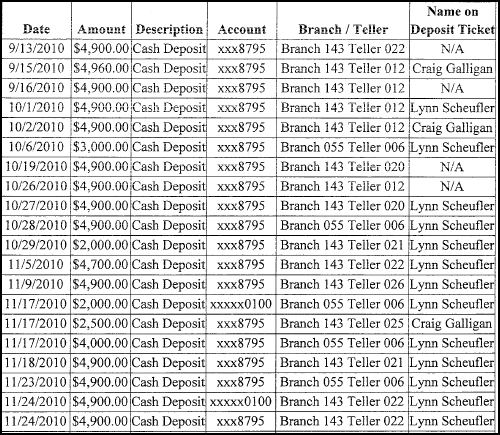 Date Amount Description Account Branch / Teller Name on Deposit Ticket
9/13/2010 $4,900.00 Cash Deposit xxx8795 Branch 143 Teller 022 N/A
9/15/2010 $4,960.00 Cash Deposit xxx8795 Branch 143 Teller 012 Craig Galligan
9/16/2010 $4,900.00 Cash Deposit xxx8795 Branch 143 Teller 012 N/A
10/1/2010 $4,900.00 Cash Deposit xxx8795 Branch 143 Teller 012 Lynn Scheufler
10/2/2010 $4,900.00 Cash Deposit xxx8795 Branch 143 Teller 012 Craig Galligan
10/6/2010 $3,000.00 Cash Deposit xxx8795 Branch 055 Teller 006 Lynn Scheufler
10/19/2010 $4,900.00 Cash Deposit xxx8795 Branch 143 Teller 020 N/A
10/26/2010 $4,900.00 Cash Deposit xxx8795 Branch 143 Teller 012 N/A
10/27/2010 $4,900.00 Cash Deposit xxx8795 Branch 143 Teller 020 Lynn Scheufler
10/28/2010 $4,900.00 Cash Deposit xxx8795 Branch 055 Teller 006 Lynn Scheufler
10/29/2010 $2,000.00 Cash Deposit xxx8795 Branch 143 Teller 021 Lynn Scheufler
11/5/2010 $4,700.00 Cash Deposit xxx8795 Branch 143 Teller 022 Lynn Scheufler
11/9/2010 $4,900.00 Cash Deposit xxx8795 Branch 143 Teller 026 Lynn Scheufler
11/17/2010 $2,000.00 Cash Deposit xxxxx0100 Branch 055 Teller 006 Lynn Scheufler
11/17/2010 $2,500.00 Cash Deposit xxx8795 Branch 143 Teller 025 Craig Galligan
11/17/2010 $4,000.00 Cash Deposit xxx8795 Branch 055 Teller 006 Lynn Scheufler
11/18/2010 $4,900.00 Cash Deposit xxx8795 Branch 143 Teller 021 Lynn Scheufler
11/23/2010 $4,900.00 Cash Deposit xxx8795 Branch 055 Teller 006 Lynn Scheufler
11/24/2010 $4,900.00 Cash Deposit xxxxx0100 Branch 143 Teller 022 Lynn Scheufler
11/24/2010 $4,900.00 Cash Deposit xxx8795 Branch 143 Teller 022 Lynn Scheufler